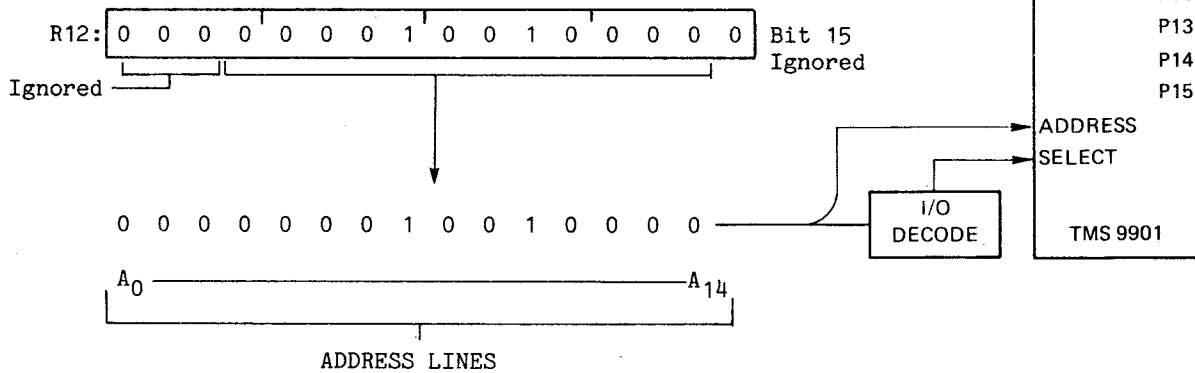 P13
R12: 0 0 0 0 0 0 0 1 0 0 1 0 0 0 0 0 Bit 15
Ignored
P14
Ignored
P15
ADDRESS
SELECT
0 0 0 0 0 0 0 1 0 0 1 0 0 0 0
I/O
DECODE
TMS 9901
A0 A14
ADDRESS LINES